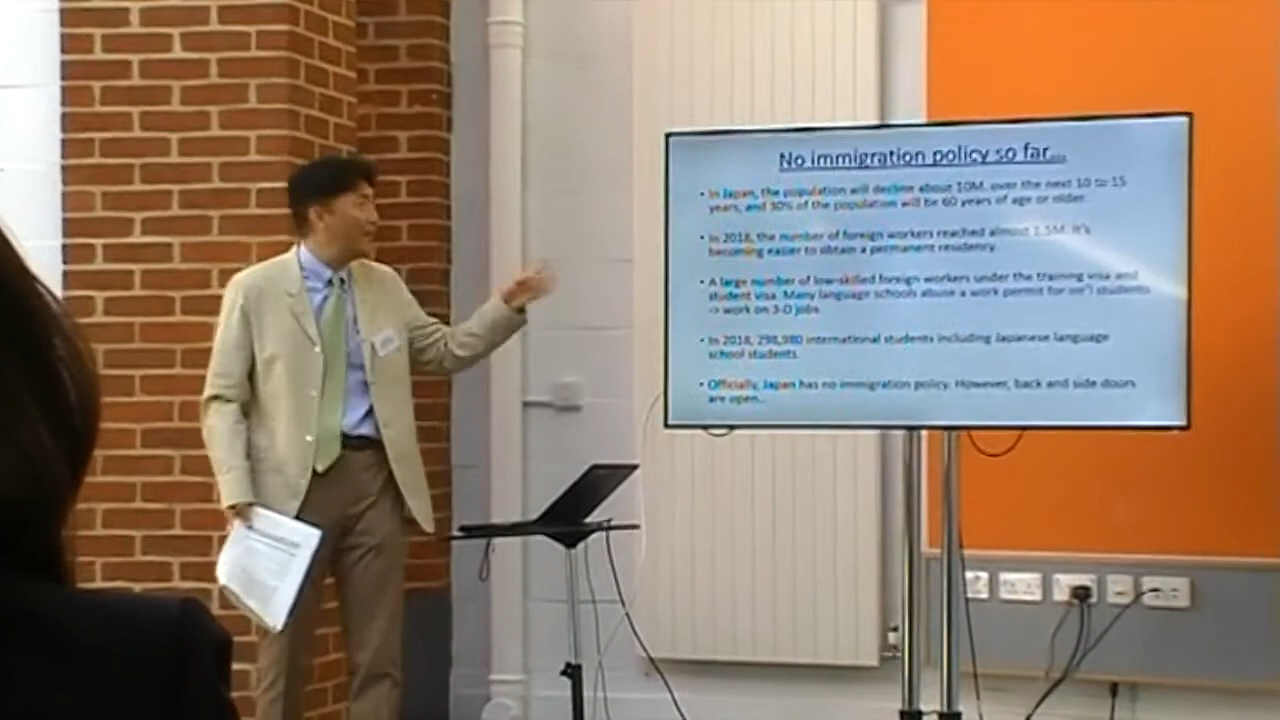 No immigration policy so far...
• In Japan, the population will decline about 10M. over the next 10 to 15
years, and 30% of the population will be 60 years of age or older.
• In 2018, the number of foreign workers reached almost 1.5M. It's
becoming easier to obtain a permanent residency.
• A large number of low-skilled foreign workers under the training visa and
student visa. Many language schools abuse a work permit for int'l students
-> work on 3-D jobs.
• In 2018, 298,980 international students including Japanese language
school students.
• Officially, Japan has no immigration policy. However, back and side doors
are open...